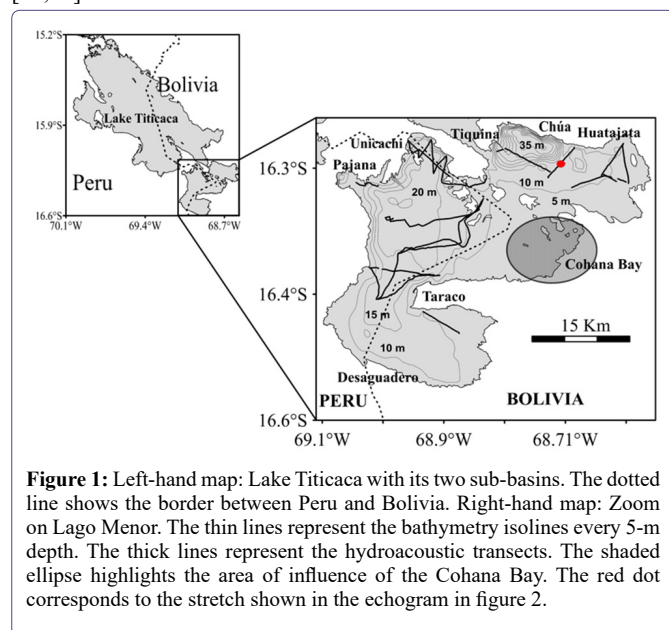 15.2°S
Bolivia
Lake Titicaca
15.9°S
Peru
16.6°S
70.1°W 69.4°W 68.7°W
Tiquina Chúa Huatajata
Unicachi 35 m
Pajana
16.3°S
20 m 10 m
5 m
Cohana Bay
16.4°S
Taraco
15 m
15 Km
10 m
Desaguadero
PERU BOLIVIA
16.6°S
69.1°W 68.9°W 68.71°W
Figure 1: Left-hand map: Lake Titicaca with its two sub-basins. The dotted
line shows the border between Peru and Bolivia. Right-hand map: Zoom
on Lago Menor. The thin lines represent the bathymetry isolines every 5-m
depth. The thick lines represent the hydroacoustic transects. The shaded
ellipse highlights the area of influence of the Cohana Bay. The red dot
corresponds to the stretch shown in the echogram in figure 2.